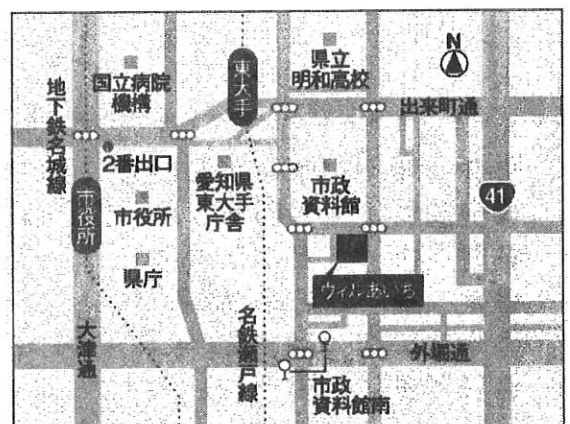 地下鉄名城線
国立病院
機構
東大手
県立
明和高校
N
出来町通
2番出口
市役所
市役所
愛知県
東大手
庁舎
市政
資料館
41
県庁
ウィルあいち
大津通
名鉄瀬戸線
外堀通
市政
資料館南